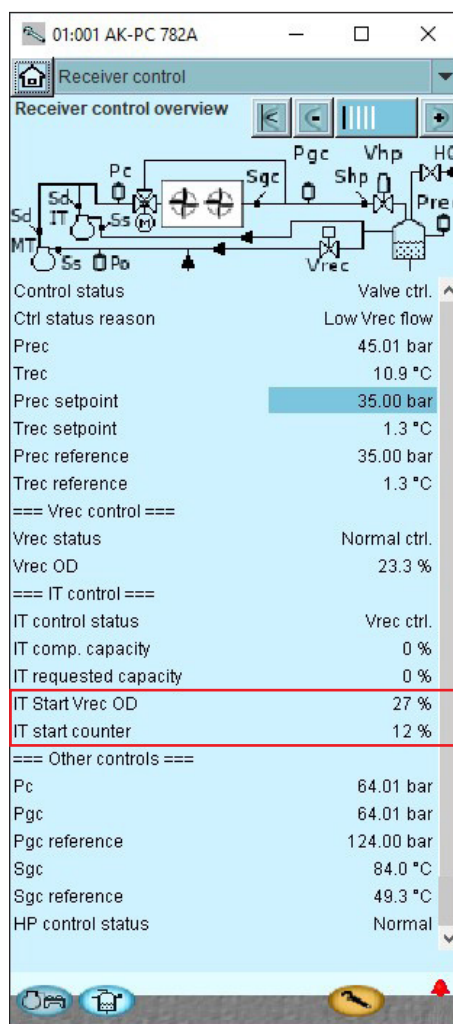 01:001 AK-PC 782A
Receiver control
Receiver control overview
Pgc Vhp HG
Pc Sgc Shp
Sd Prec
Sd IT Ss M
MT
Ss Po Vrec
Control status Valve ctrl.
Ctrl status reason Low Vrec flow
Prec 45.01 bar
Trec 10.9 °C
Prec setpoint 35.00 bar
Trec setpoint 1.3 °C
Prec reference 35.00 bar
Trec reference 1.3 °C
=== Vrec control ===
Vrec status Normal ctrl.
Vrec OD 23.3 %
=== IT control ===
IT control status Vrec ctrl.
IT comp. capacity 0 %
IT requested capacity 0 %
IT Start Vrec OD 27 %
IT start counter 12 %
=== Other controls ===
Pc 64.01 bar
Pgc 64.01 bar
Pgc reference 124.00 bar
Sgc 84.0 °C
Sgc reference 49.3 °C
HP control status Normal